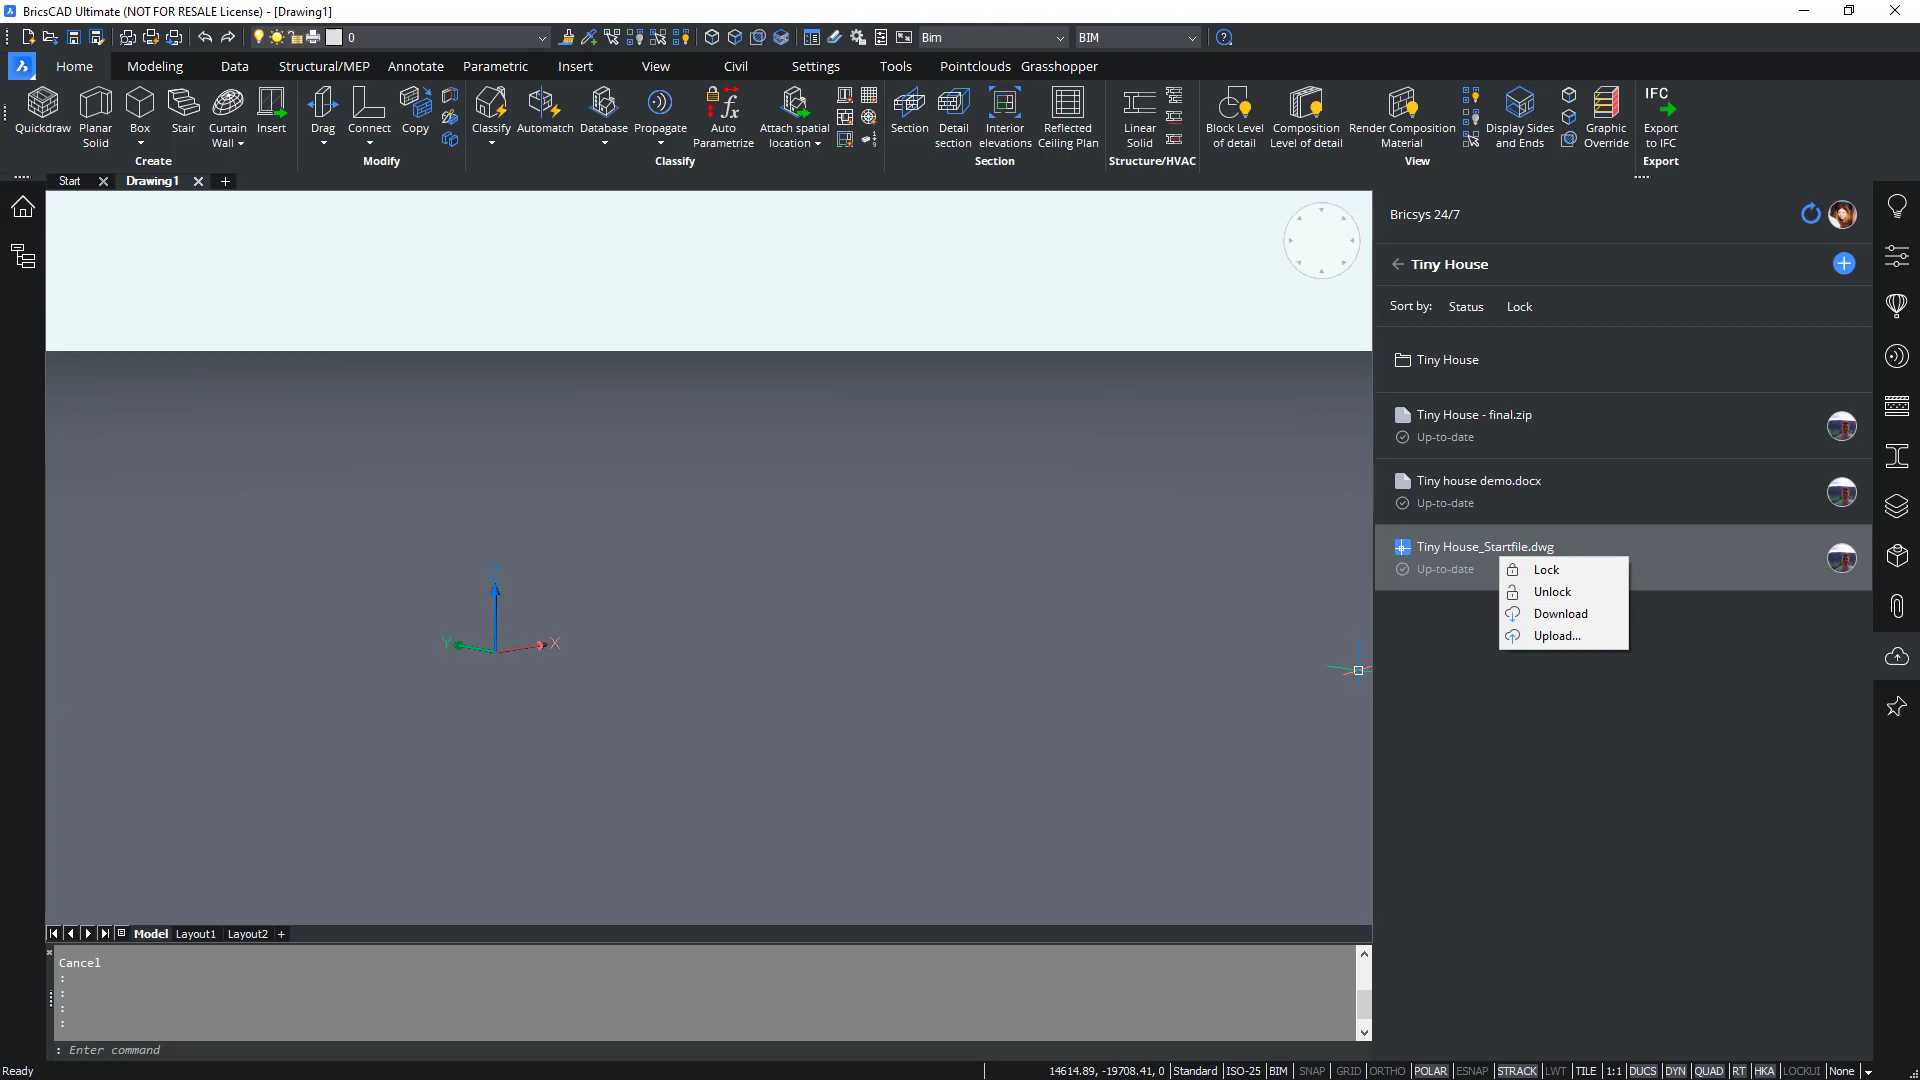 BricsCAD Ultimate (NOT FOR RESALE License) - [Drawing1]
0
Bim
BIM
Home Modeling Data Structural/MEP Annotate Parametric Insert View Civil Settings Tools Pointclouds Grasshopper
Quickdraw
Planar Solid
Box
Stair
Curtain Wall
Insert
Create
Drag
Connect
Copy
Modify
Classify
Automatch
Database
Propagate
Auto Parametrize
Attach spatial location
Classify
Section
Detail section
Interior elevations
Reflected Ceiling Plan
Section
Linear Solid
Structure/HVAC
Block Level of detail
Composition Level of detail
Render Composition Material
Display Sides and Ends
Graphic Override
View
IFC
Export to IFC
Export
Start
Drawing1
Bricsys 24/7
Tiny House
Sort by: Status Lock
Tiny House
Tiny House - final.zip
Up-to-date
Tiny house demo.docx
Up-to-date
Tiny House_Startfile.dwg
Up-to-date
Lock
Unlock
Download
Upload...
Z
Y
X
Model Layout1 Layout2 +
Cancel
:
:
:
:
: Enter command
Ready
14614.89, -19708.41, 0 Standard ISO-25 BIM SNAP GRID ORTHO POLAR ESNAP STRACK LWT TILE 1:1 DUCS DYN QUAD RT HKA LOCKUI None